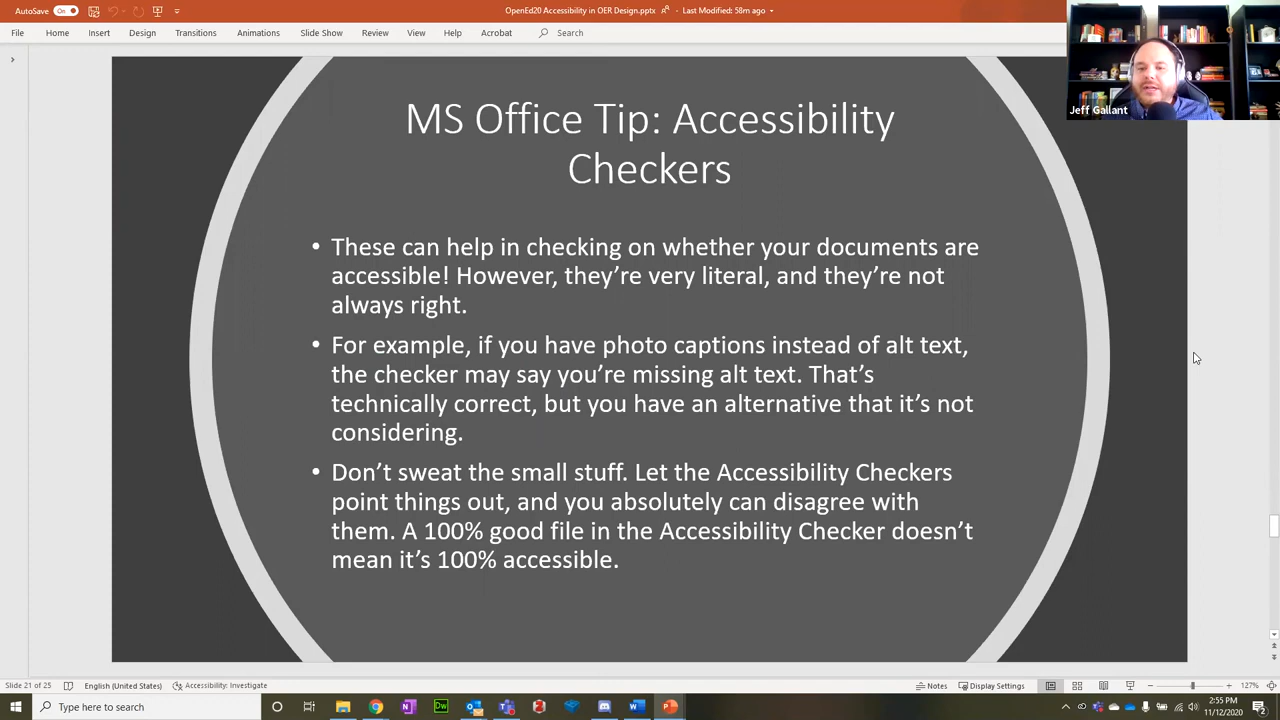 AutoSave On
OpenEd20 Accessibility in OER Design.pptx
• Last Modified: 58m ago
File Home Insert Design Transitions Animations Slide Show Review View Help Acrobat Search
Jeff Gallant
MS Office Tip: Accessibility
Checkers
• These can help in checking on whether your documents are
accessible! However, they’re very literal, and they’re not
always right.
• For example, if you have photo captions instead of alt text,
the checker may say you’re missing alt text. That’s
technically correct, but you have an alternative that it’s not
considering.
• Don’t sweat the small stuff. Let the Accessibility Checkers
point things out, and you absolutely can disagree with
them. A 100% good file in the Accessibility Checker doesn’t
mean it’s 100% accessible.
Slide 21 of 25 English (United States) Accessibility: Investigate Notes Display Settings 127%
Type here to search
2:55 PM
11/12/2020